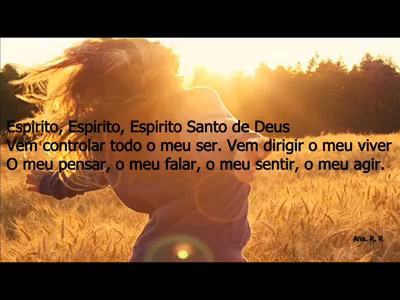 Espirito, Espirito, Espirito Santo de Deus
Vem controlar todo o meu ser. Vem dirigir o meu viver
O meu pensar, o meu falar, o meu sentir, o meu agir.
Ana. R. R